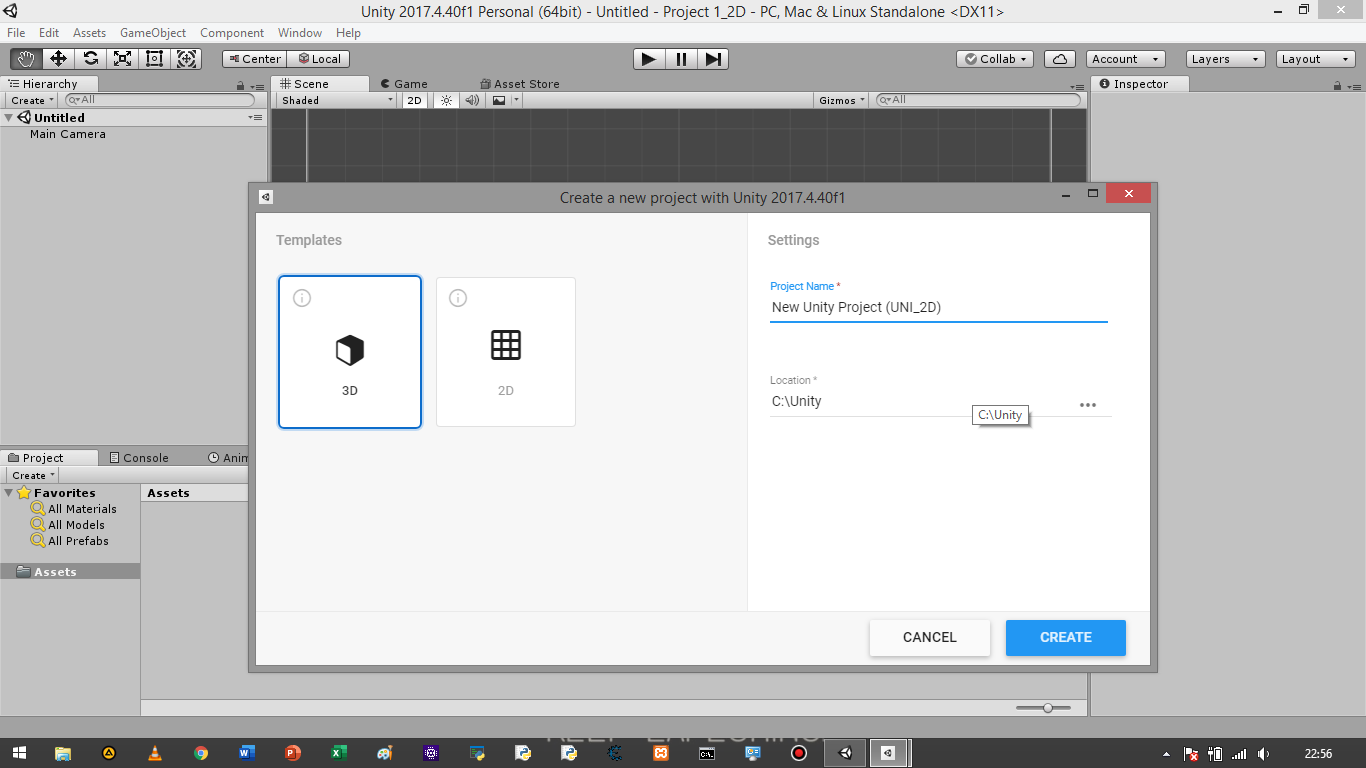 Unity 2017.4.40f1 Personal (64bit) - Untitled - Project 1_2D - PC, Mac & Linux Standalone <DX11>
File Edit Assets GameObject Component Window Help
Center Local Collab Account Layers Layout
Hierarchy Scene Game Asset Store Inspector
Create All Shaded 2D Gizmos All
Untitled
Main Camera
Create a new project with Unity 2017.4.40f1
Templates Settings
Project Name *
New Unity Project (UNI_2D)
3D 2D
Location *
C:\Unity
C:\Unity
Project Console Anim
Create
Favorites Assets
All Materials
All Models
All Prefabs
Assets
CANCEL CREATE
22:56